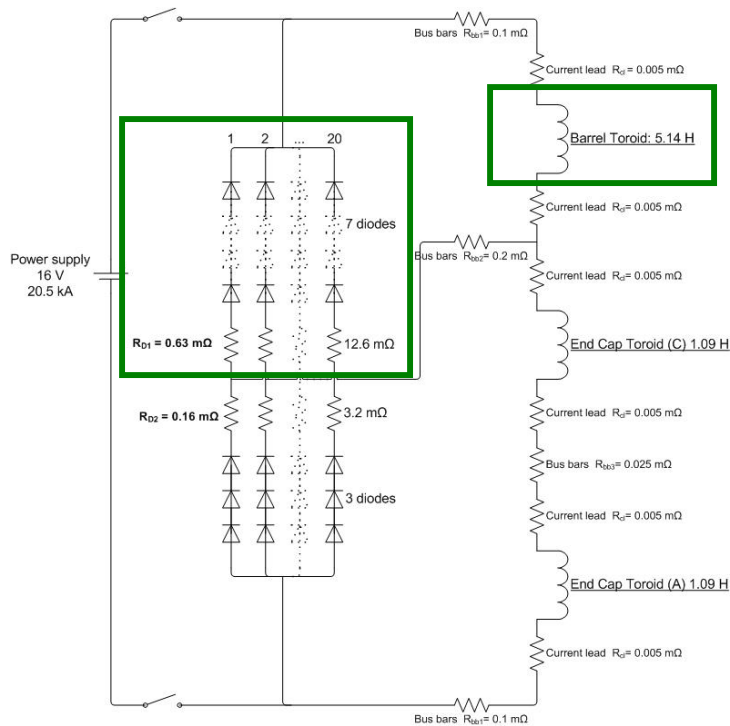 Bus bars R_bb1= 0.1 mΩ
Current lead R_cl = 0.005 mΩ
1 2 ... 20
Barrel Toroid: 5.14 H
Current lead R_cl= 0.005 mΩ
7 diodes
Bus bars R_bb2= 0.2 mΩ
Power supply
16 V
20.5 kA
Current lead R_cl= 0.005 mΩ
End Cap Toroid (C) 1.09 H
R_D1 = 0.63 mΩ
12.6 mΩ
R_D2 = 0.16 mΩ
3.2 mΩ
Current lead R_cl= 0.005 mΩ
Bus bars R_bb3= 0.025 mΩ
3 diodes
Current lead R_cl= 0.005 mΩ
End Cap Toroid (A) 1.09 H
Current lead R_cl= 0.005 mΩ
Bus bars R_bb1= 0.1 mΩ